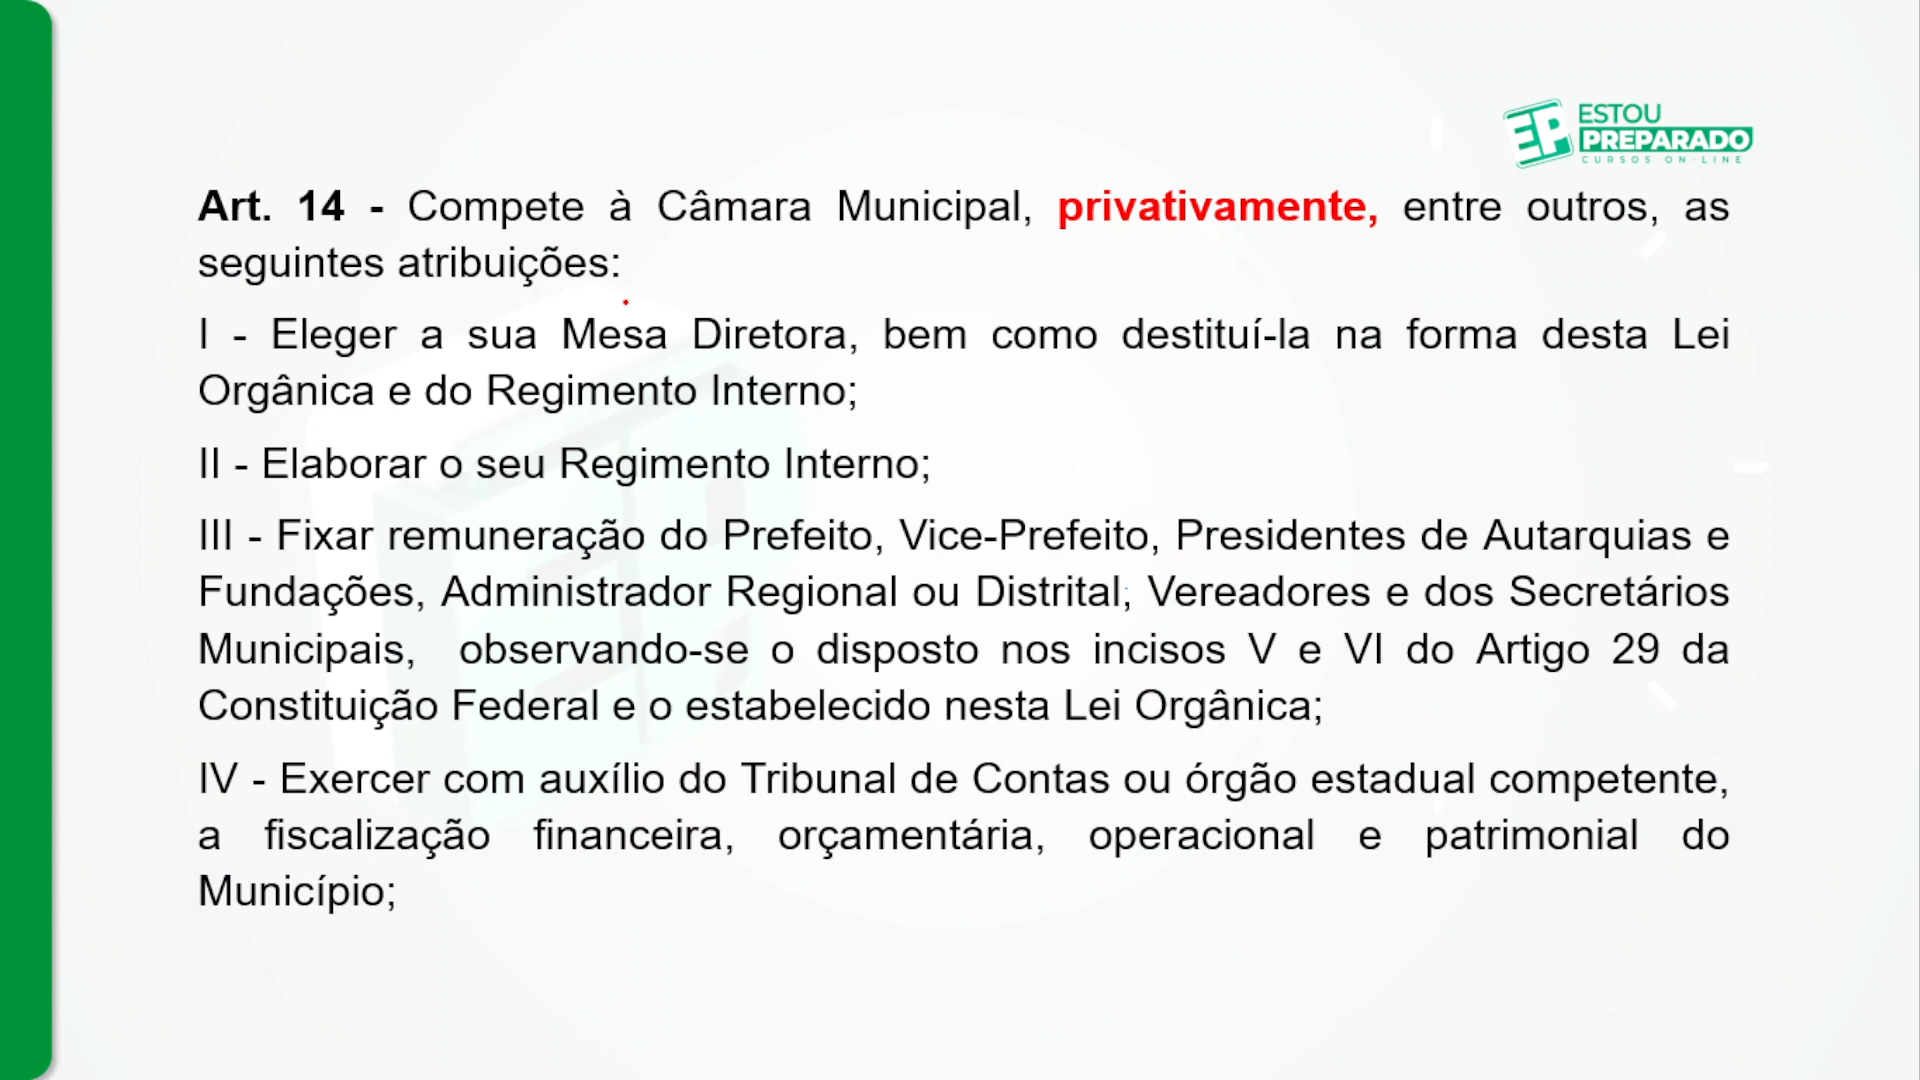 ESTOU
EP PREPARADO
CURSOS ON-LINE
Art. 14 - Compete à Câmara Municipal, privativamente, entre outros, as
seguintes atribuições:
I - Eleger a sua Mesa Diretora, bem como destituí-la na forma desta Lei
Orgânica e do Regimento Interno;
II - Elaborar o seu Regimento Interno;
III - Fixar remuneração do Prefeito, Vice-Prefeito, Presidentes de Autarquias e
Fundações, Administrador Regional ou Distrital; Vereadores e dos Secretários
Municipais, observando-se o disposto nos incisos V e VI do Artigo 29 da
Constituição Federal e o estabelecido nesta Lei Orgânica;
IV - Exercer com auxílio do Tribunal de Contas ou órgão estadual competente,
a fiscalização financeira, orçamentária, operacional e patrimonial do
Município;